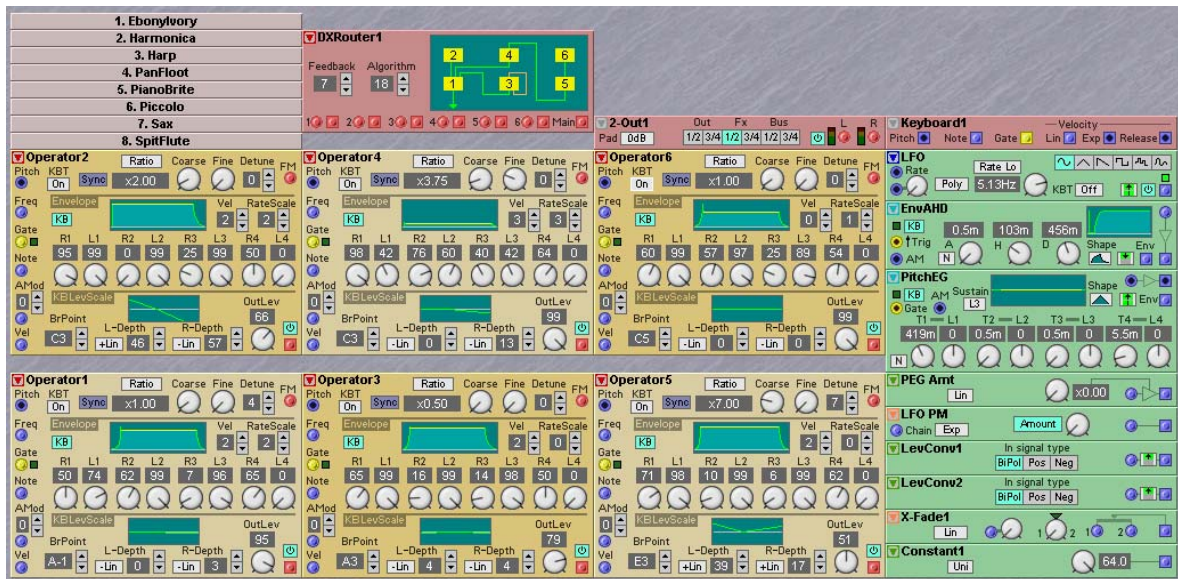 1. EbonyIvory
2. Harmonica
3. Harp
4. PanFloot
5. PianoBrite
6. Piccolo
7. Sax
8. SpitFlute
DXRouter1
Feedback Algorithm
7 18
2 4 6
1 3 5
1 2 3 4 5 6 Main
2-Out1 Out Fx Bus L R
Pad 0dB 1/2 3/4 1/2 3/4 1/2 3/4
Keyboard1 Velocity
Pitch Note Gate Lin Exp Release
Operator2 Ratio Coarse Fine Detune FM
Pitch KBT On Sync x2.00 0
Freq Envelope Vel RateScale
KB 2 2
Gate R1 L1 R2 L2 R3 L3 R4 L4
95 99 0 99 25 99 50 0
Note
AMod KBLevScale OutLev
0 66
BrPoint L-Depth R-Depth
Vel C3 +Lin 46 -Lin 57
Operator4 Ratio Coarse Fine Detune FM
Pitch KBT On Sync x3.75 0
Freq Envelope Vel RateScale
KB 3 3
Gate R1 L1 R2 L2 R3 L3 R4 L4
98 42 76 60 40 42 64 0
Note
AMod KBLevScale OutLev
0 99
BrPoint L-Depth R-Depth
Vel C3 -Lin 0 -Lin 13
Operator6 Ratio Coarse Fine Detune FM
Pitch KBT On Sync x1.00 0
Freq Envelope Vel RateScale
KB 0 1
Gate R1 L1 R2 L2 R3 L3 R4 L4
60 99 57 97 25 89 54 0
Note
AMod KBLevScale OutLev
0 99
BrPoint L-Depth R-Depth
Vel C5 -Lin 0 -Lin 0
LFO Rate Lo
Rate
Poly 5.13Hz KBT Off
EnvAHD
KB 0.5m 103m 456m
Trig A H D Shape Env
AM N
PitchEG
KB AM Sustain Shape
Gate L3 Env
T1 L1 T2 L2 T3 L3 T4 L4
419m 0 0.5m 0 0.5m 0 5.5m 0
N
Operator1 Ratio Coarse Fine Detune FM
Pitch KBT On Sync x1.00 4
Freq Envelope Vel RateScale
KB 2 2
Gate R1 L1 R2 L2 R3 L3 R4 L4
50 74 62 99 7 96 65 0
Note
AMod KBLevScale OutLev
0 95
BrPoint L-Depth R-Depth
Vel A-1 -Lin 0 -Lin 3
Operator3 Ratio Coarse Fine Detune FM
Pitch KBT On Sync x0.50 0
Freq Envelope Vel RateScale
KB 2 0
Gate R1 L1 R2 L2 R3 L3 R4 L4
65 99 16 99 14 98 50 0
Note
AMod KBLevScale OutLev
0 79
BrPoint L-Depth R-Depth
Vel A3 -Lin 4 -Lin 4
Operator5 Ratio Coarse Fine Detune FM
Pitch KBT On Sync x7.00 7
Freq Envelope Vel RateScale
KB 2 0
Gate R1 L1 R2 L2 R3 L3 R4 L4
71 98 10 99 6 99 62 0
Note
AMod KBLevScale OutLev
0 51
BrPoint L-Depth R-Depth
Vel E3 +Lin 39 +Lin 17
PEG Amt
Lin x0.00
LFO PM Amount
Chain Exp
LevConv1 In signal type
BiPol Pos Neg
LevConv2 In signal type
BiPol Pos Neg
X-Fade1
Lin 1 2 1 2
Constant1
Uni 64.0